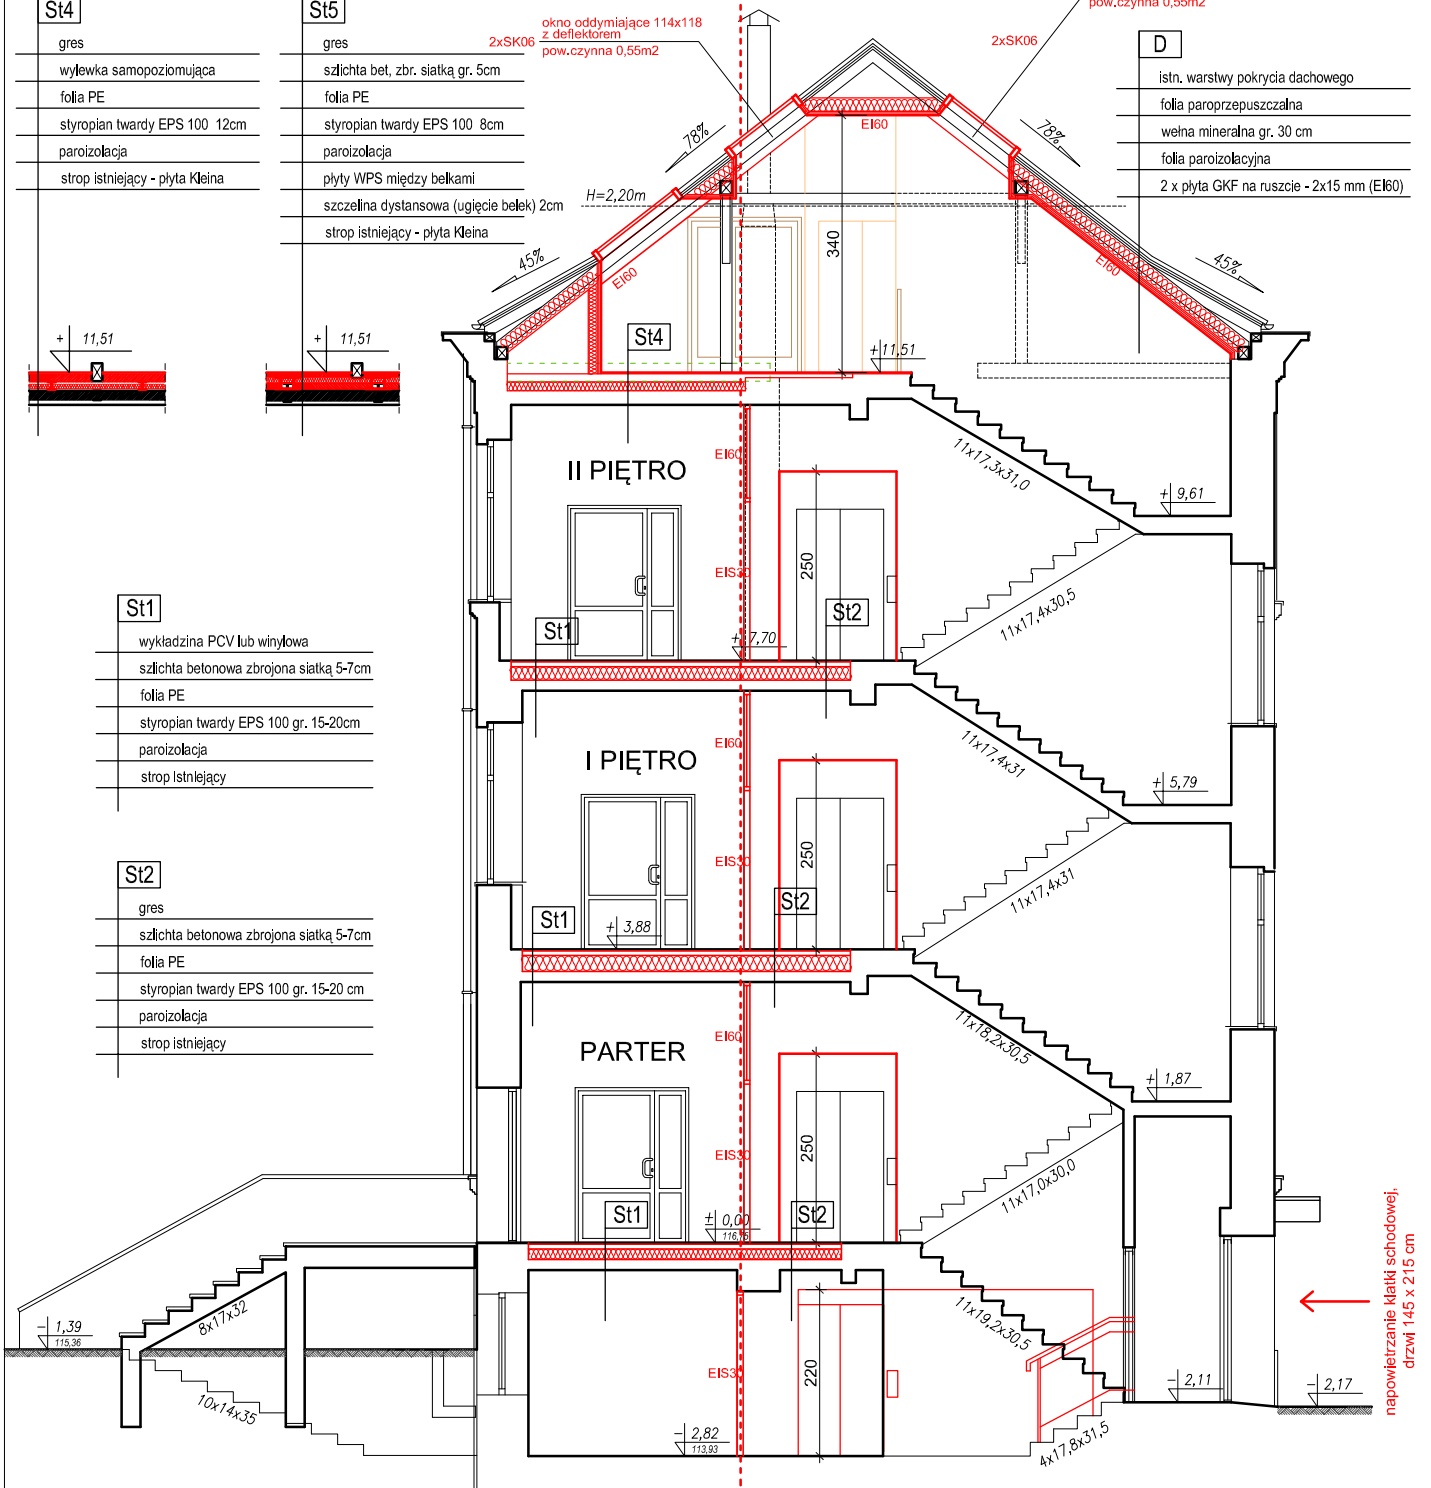 St4
gres
wylewka samopoziomująca
folia PE
styropian twardy EPS 100 12cm
paroizolacja
strop istniejący - płyta Kleina
St5
gres
szlichta bet, zbr. siatką gr. 5cm
folia PE
styropian twardy EPS 100 8cm
paroizolacja
płyty WPS między belkami
szczelina dystansowa (ugięcie belek) 2cm
strop istniejący - płyta Kleina
okno oddymiające 114x118
2xSK06 z deflektorem
pow.czynna 0,55m2
pow.czynna 0,55m2
2xSK06
D
istn. warstwy pokrycia dachowego
folia paroprzepuszczalna
wełna mineralna gr. 30 cm
folia paroizolacyjna
2 x płyta GKF na ruszcie - 2x15 mm (EI60)
78%
EI60
78%
H=2,20m
340
45%
EI60
EI60
45%
+ 11,51
+ 11,51
St4
+ 11,51
EI60
II PIĘTRO
11x17,3x31,0
+ 9,61
250
EIS30
11x17,4x30,5
St1
St2
+ 7,70
St1
wykładzina PCV lub winylowa
szlichta betonowa zbrojona siatką 5-7cm
folia PE
styropian twardy EPS 100 gr. 15-20cm
paroizolacja
strop istniejący
EI60
I PIĘTRO
11x17,4x31
+ 5,79
250
EIS30
11x17,4x31
St1
St2
+ 3,88
St2
gres
szlichta betonowa zbrojona siatką 5-7cm
folia PE
styropian twardy EPS 100 gr. 15-20 cm
paroizolacja
strop istniejący
EI60
PARTER
11x18,2x30,5
+ 1,87
250
EIS30
11x17,0x30,0
St1
St2
± 0,00
napowietrzanie klatki schodowej,
drzwi 145 x 215 cm
8x17x32
- 1,39
115,36
11x19,2x30,5
EIS30
220
10x14x35
- 2,11
- 2,17
- 2,82
113,93
4x17,8x31,5